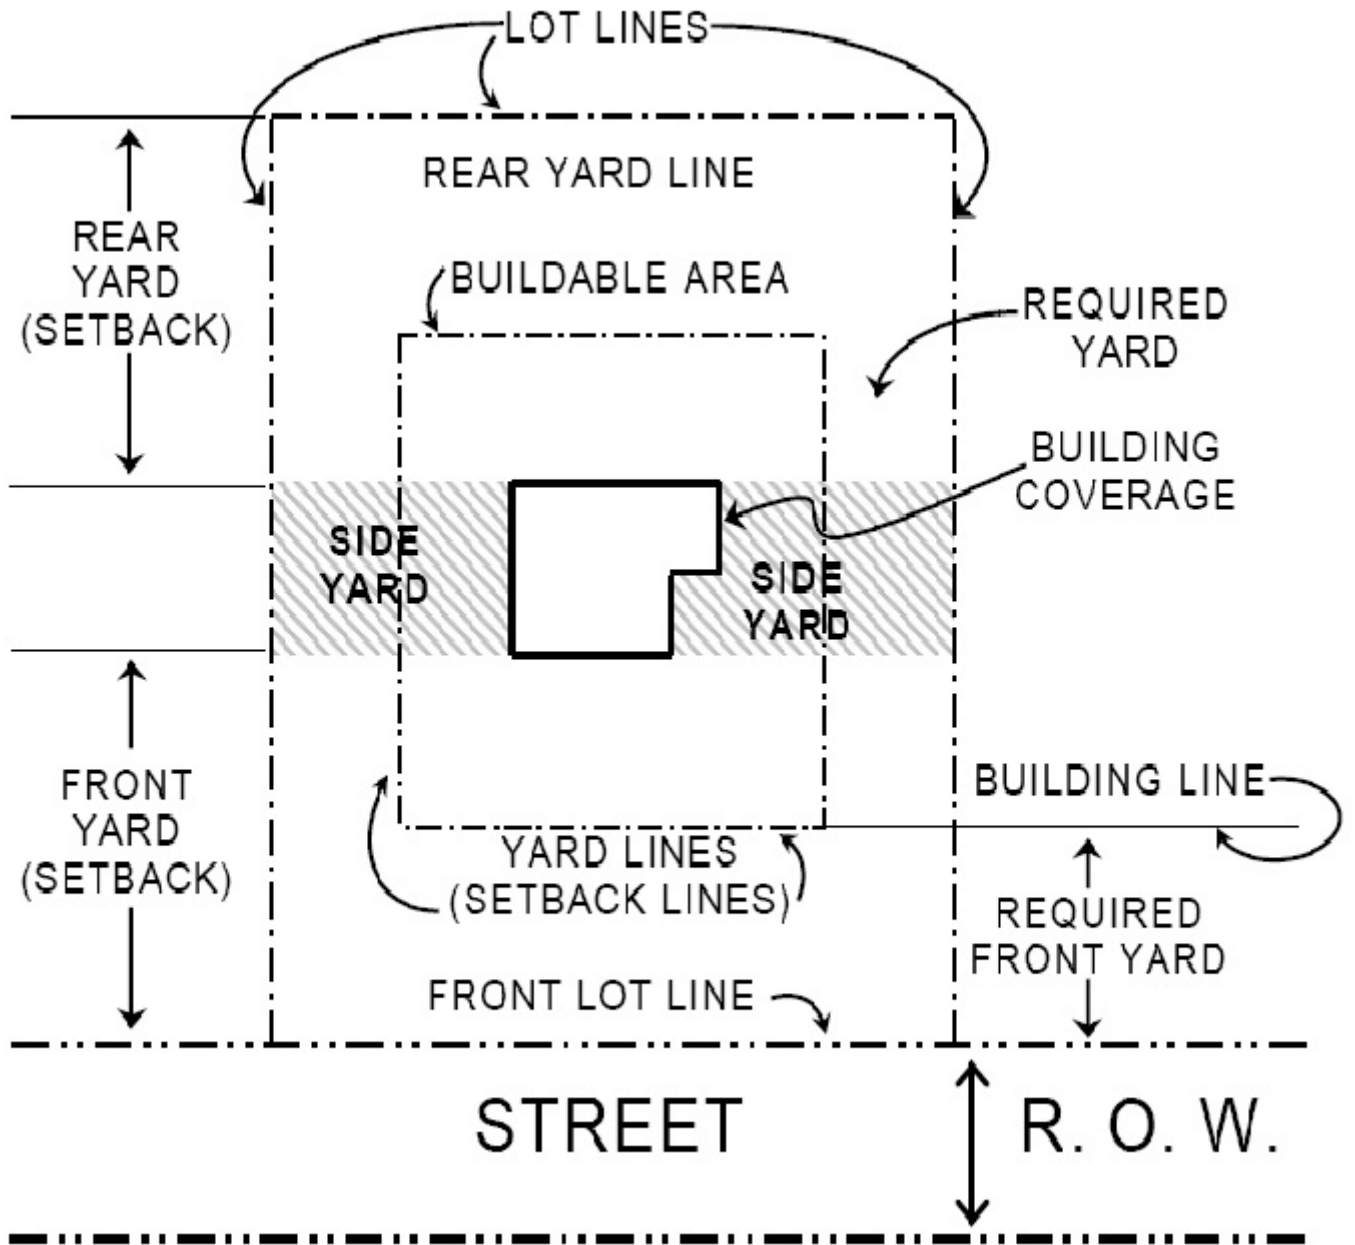 LOT LINES
REAR YARD LINE
REAR
YARD
(SETBACK)
BUILDABLE AREA
REQUIRED
YARD
BUILDING
COVERAGE
SIDE
YARD
SIDE
YARD
FRONT
YARD
(SETBACK)
BUILDING LINE
YARD LINES
(SETBACK LINES)
REQUIRED
FRONT YARD
FRONT LOT LINE
STREET
R. O. W.